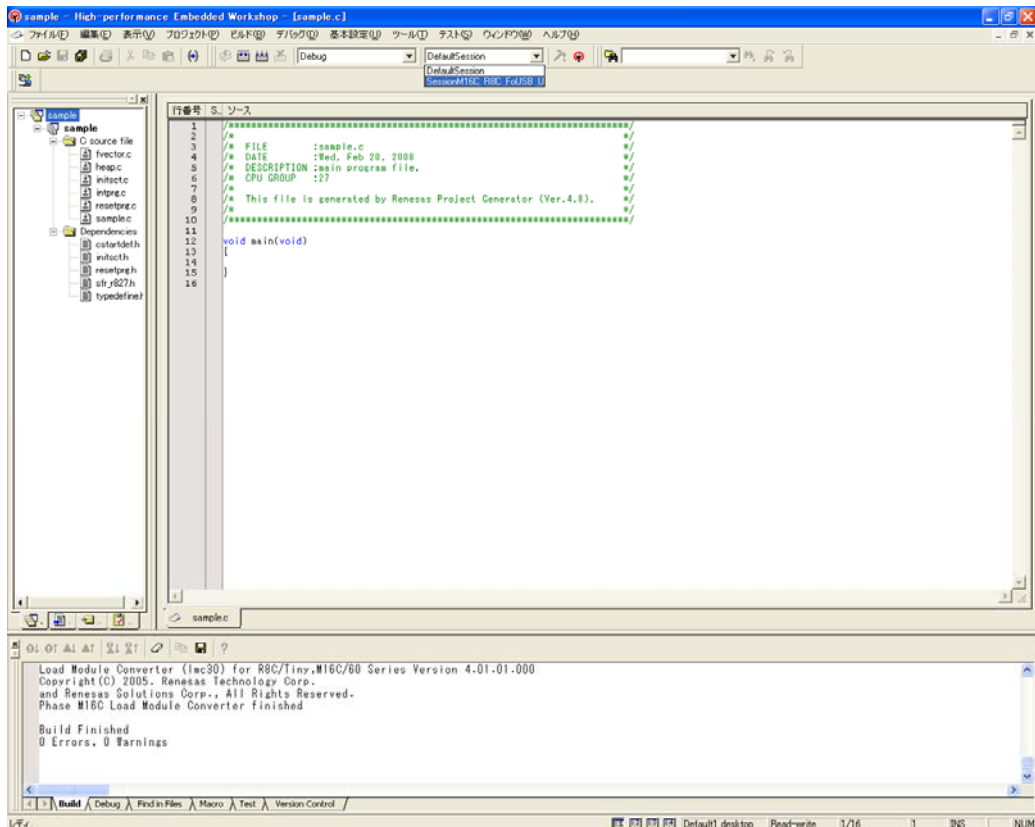 sample - High-performance Embedded Workshop - [sample.c]
ファイル(F) 編集(E) 表示(V) プロジェクト(P) ビルド(B) デバッグ(D) 基本設定(U) ツール(T) テスト(S) ウィンドウ(W) ヘルプ(H)
Debug DefaultSession
DefaultSession
SessionM16C_R8C_FoUSB_U
sample
sample
C source file
fvector.c
heap.c
initsct.c
intprg.c
resetprg.c
sample.c
Dependencies
cstartdef.h
initsct.h
resetprg.h
sfr_r827.h
typedefine.h
行番号 S.. ソース
1 /***********************************************************************/
2 /* */
3 /* FILE :sample.c */
4 /* DATE :Wed, Feb 20, 2008 */
5 /* DESCRIPTION :main program file. */
6 /* CPU GROUP :27 */
7 /* */
8 /* This file is generated by Renesas Project Generator (Ver.4.8). */
9 /* */
10 /***********************************************************************/
11
12 void main(void)
13 {
14
15 }
16
sample.c
Load Module Converter (lmc30) for R8C/Tiny,M16C/60 Series Version 4.01.01.000
Copyright(C) 2005. Renesas Technology Corp.
and Renesas Solutions Corp., All Rights Reserved.
Phase M16C Load Module Converter finished
Build Finished
0 Errors, 0 Warnings
Build Debug Find in Files Macro Test Version Control
レディ Default1 desktop Read-write 1/16 1 INS NUM